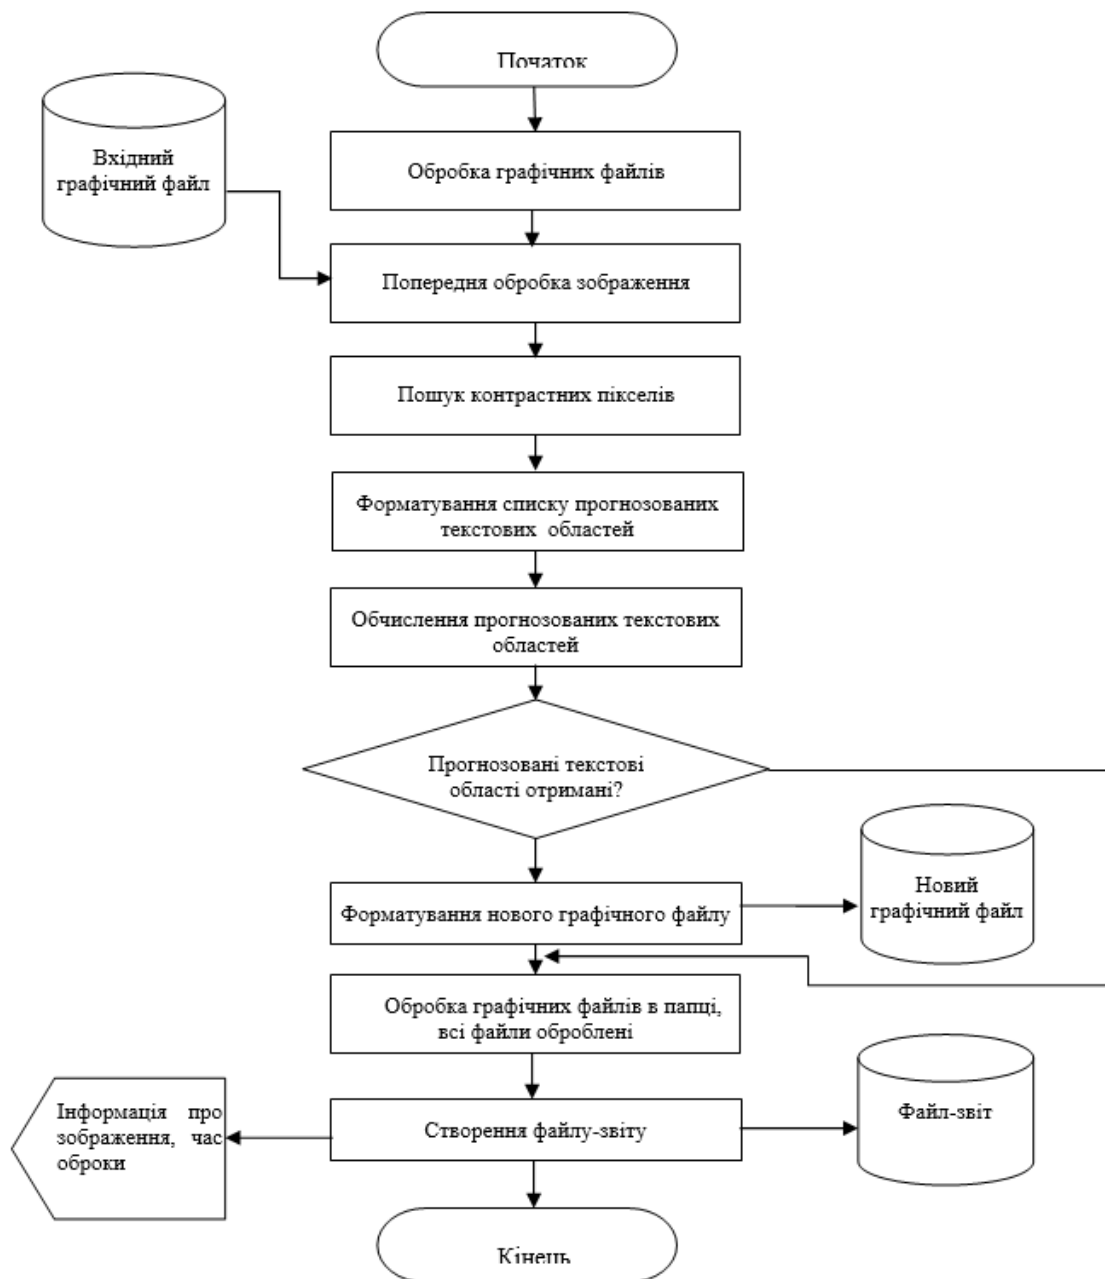 Початок
Вхідний
графічний файл
Обробка графічних файлів
Попередня обробка зображення
Пошук контрастних пікселів
Форматування списку прогнозованих
текстових областей
Обчислення прогнозованих текстових
областей
Прогнозовані текстові
області отримані?
Форматування нового графічного файлу
Новий
графічний файл
Обробка графічних файлів в папці,
всі файли оброблені
Інформація про
зображення, час
оброки
Створення файлу-звіту
Файл-звіт
Кінець